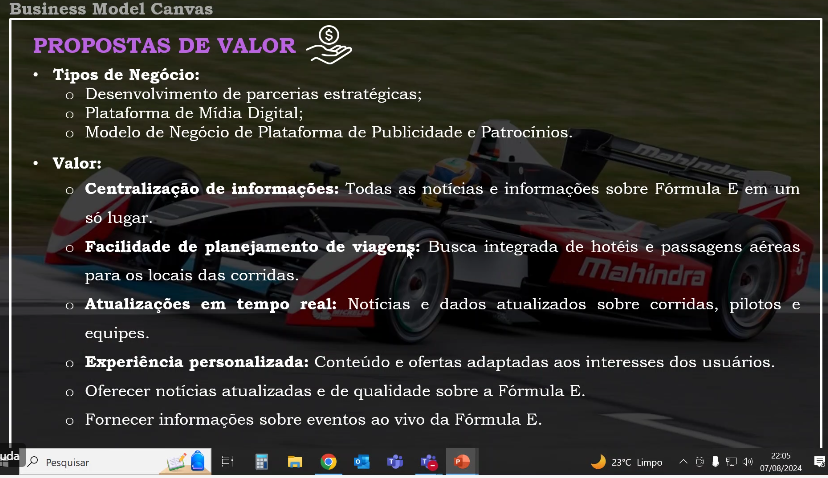 Business Model Canvas
PROPOSTAS DE VALOR
• Tipos de Negócio:
o Desenvolvimento de parcerias estratégicas;
o Plataforma de Mídia Digital;
o Modelo de Negócio de Plataforma de Publicidade e Patrocínios.
• Valor:
o Centralização de informações: Todas as notícias e informações sobre Fórmula E em um
só lugar.
o Facilidade de planejamento de viagens: Busca integrada de hotéis e passagens aéreas
para os locais das corridas.
o Atualizações em tempo real: Notícias e dados atualizados sobre corridas, pilotos e
equipes.
o Experiência personalizada: Conteúdo e ofertas adaptadas aos interesses dos usuários.
o Oferecer notícias atualizadas e de qualidade sobre a Fórmula E.
o Fornecer informações sobre eventos ao vivo da Fórmula E.
Mahindra
Mahindra
5
uda
Pesquisar
23°C Limpo
22:05
07/08/2024